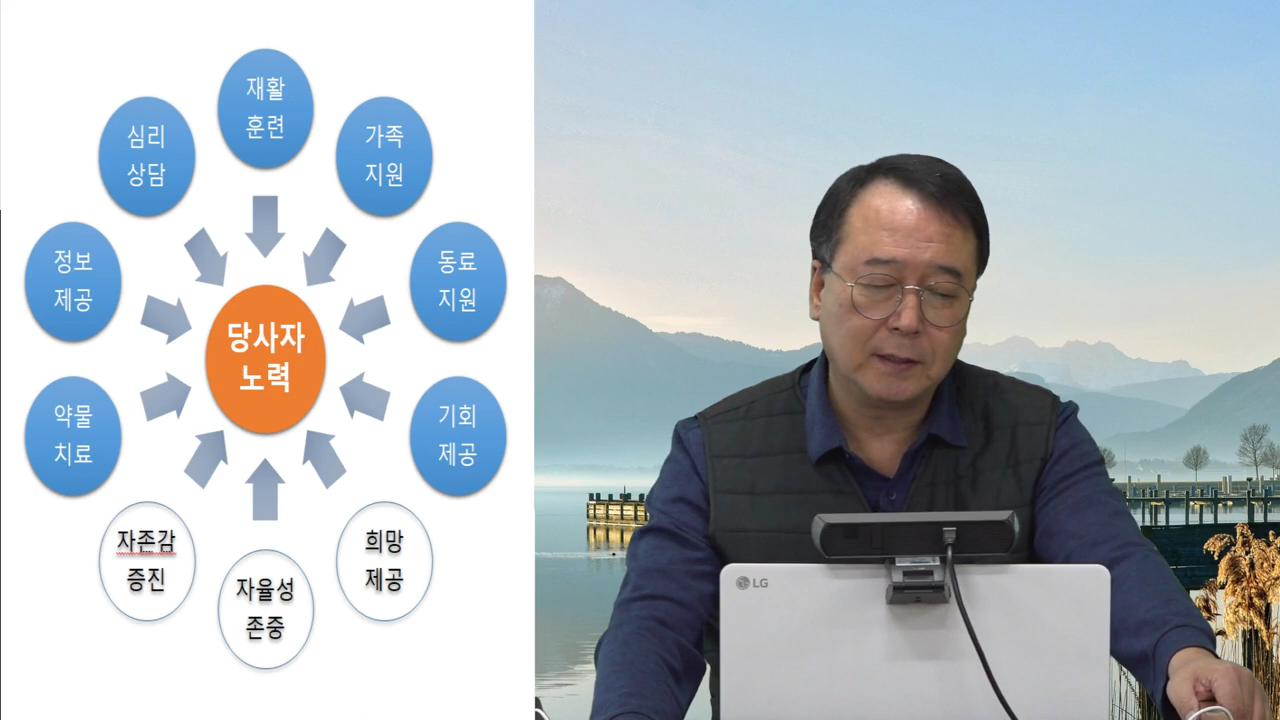 재활
훈련
심리
상담
가족
지원
정보
제공
동료
지원
당사자
노력
약물
치료
기회
제공
자존감
증진
자율성
존중
희망
제공
LG